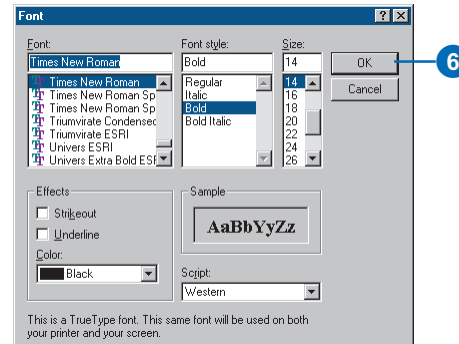 Font
Font: Font style: Size:
Times New Roman Bold 14 OK 6
Times New Roman Regular 14 Cancel
Times New Roman Sp Italic 16
Times New Roman Sp Bold 18
Triumvirate Condensed Bold Italic 20
Triumvirate ESRI 22
Univers ESRI 24
Univers Extra Bold ESF 26
Effects Sample
Strikeout
Underline AaBbYyZz
Color:
Black Script:
Western
This is a TrueType font. This same font will be used on both
your printer and your screen.